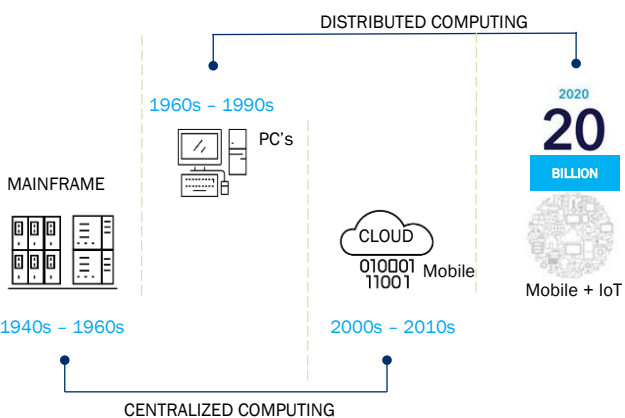 DISTRIBUTED COMPUTING
2020
1960s – 1990s
20
PC's
BILLION
MAINFRAME
CLOUD
010001
Mobile
11001
Mobile + IoT
1940s – 1960s
2000s – 2010s
CENTRALIZED COMPUTING